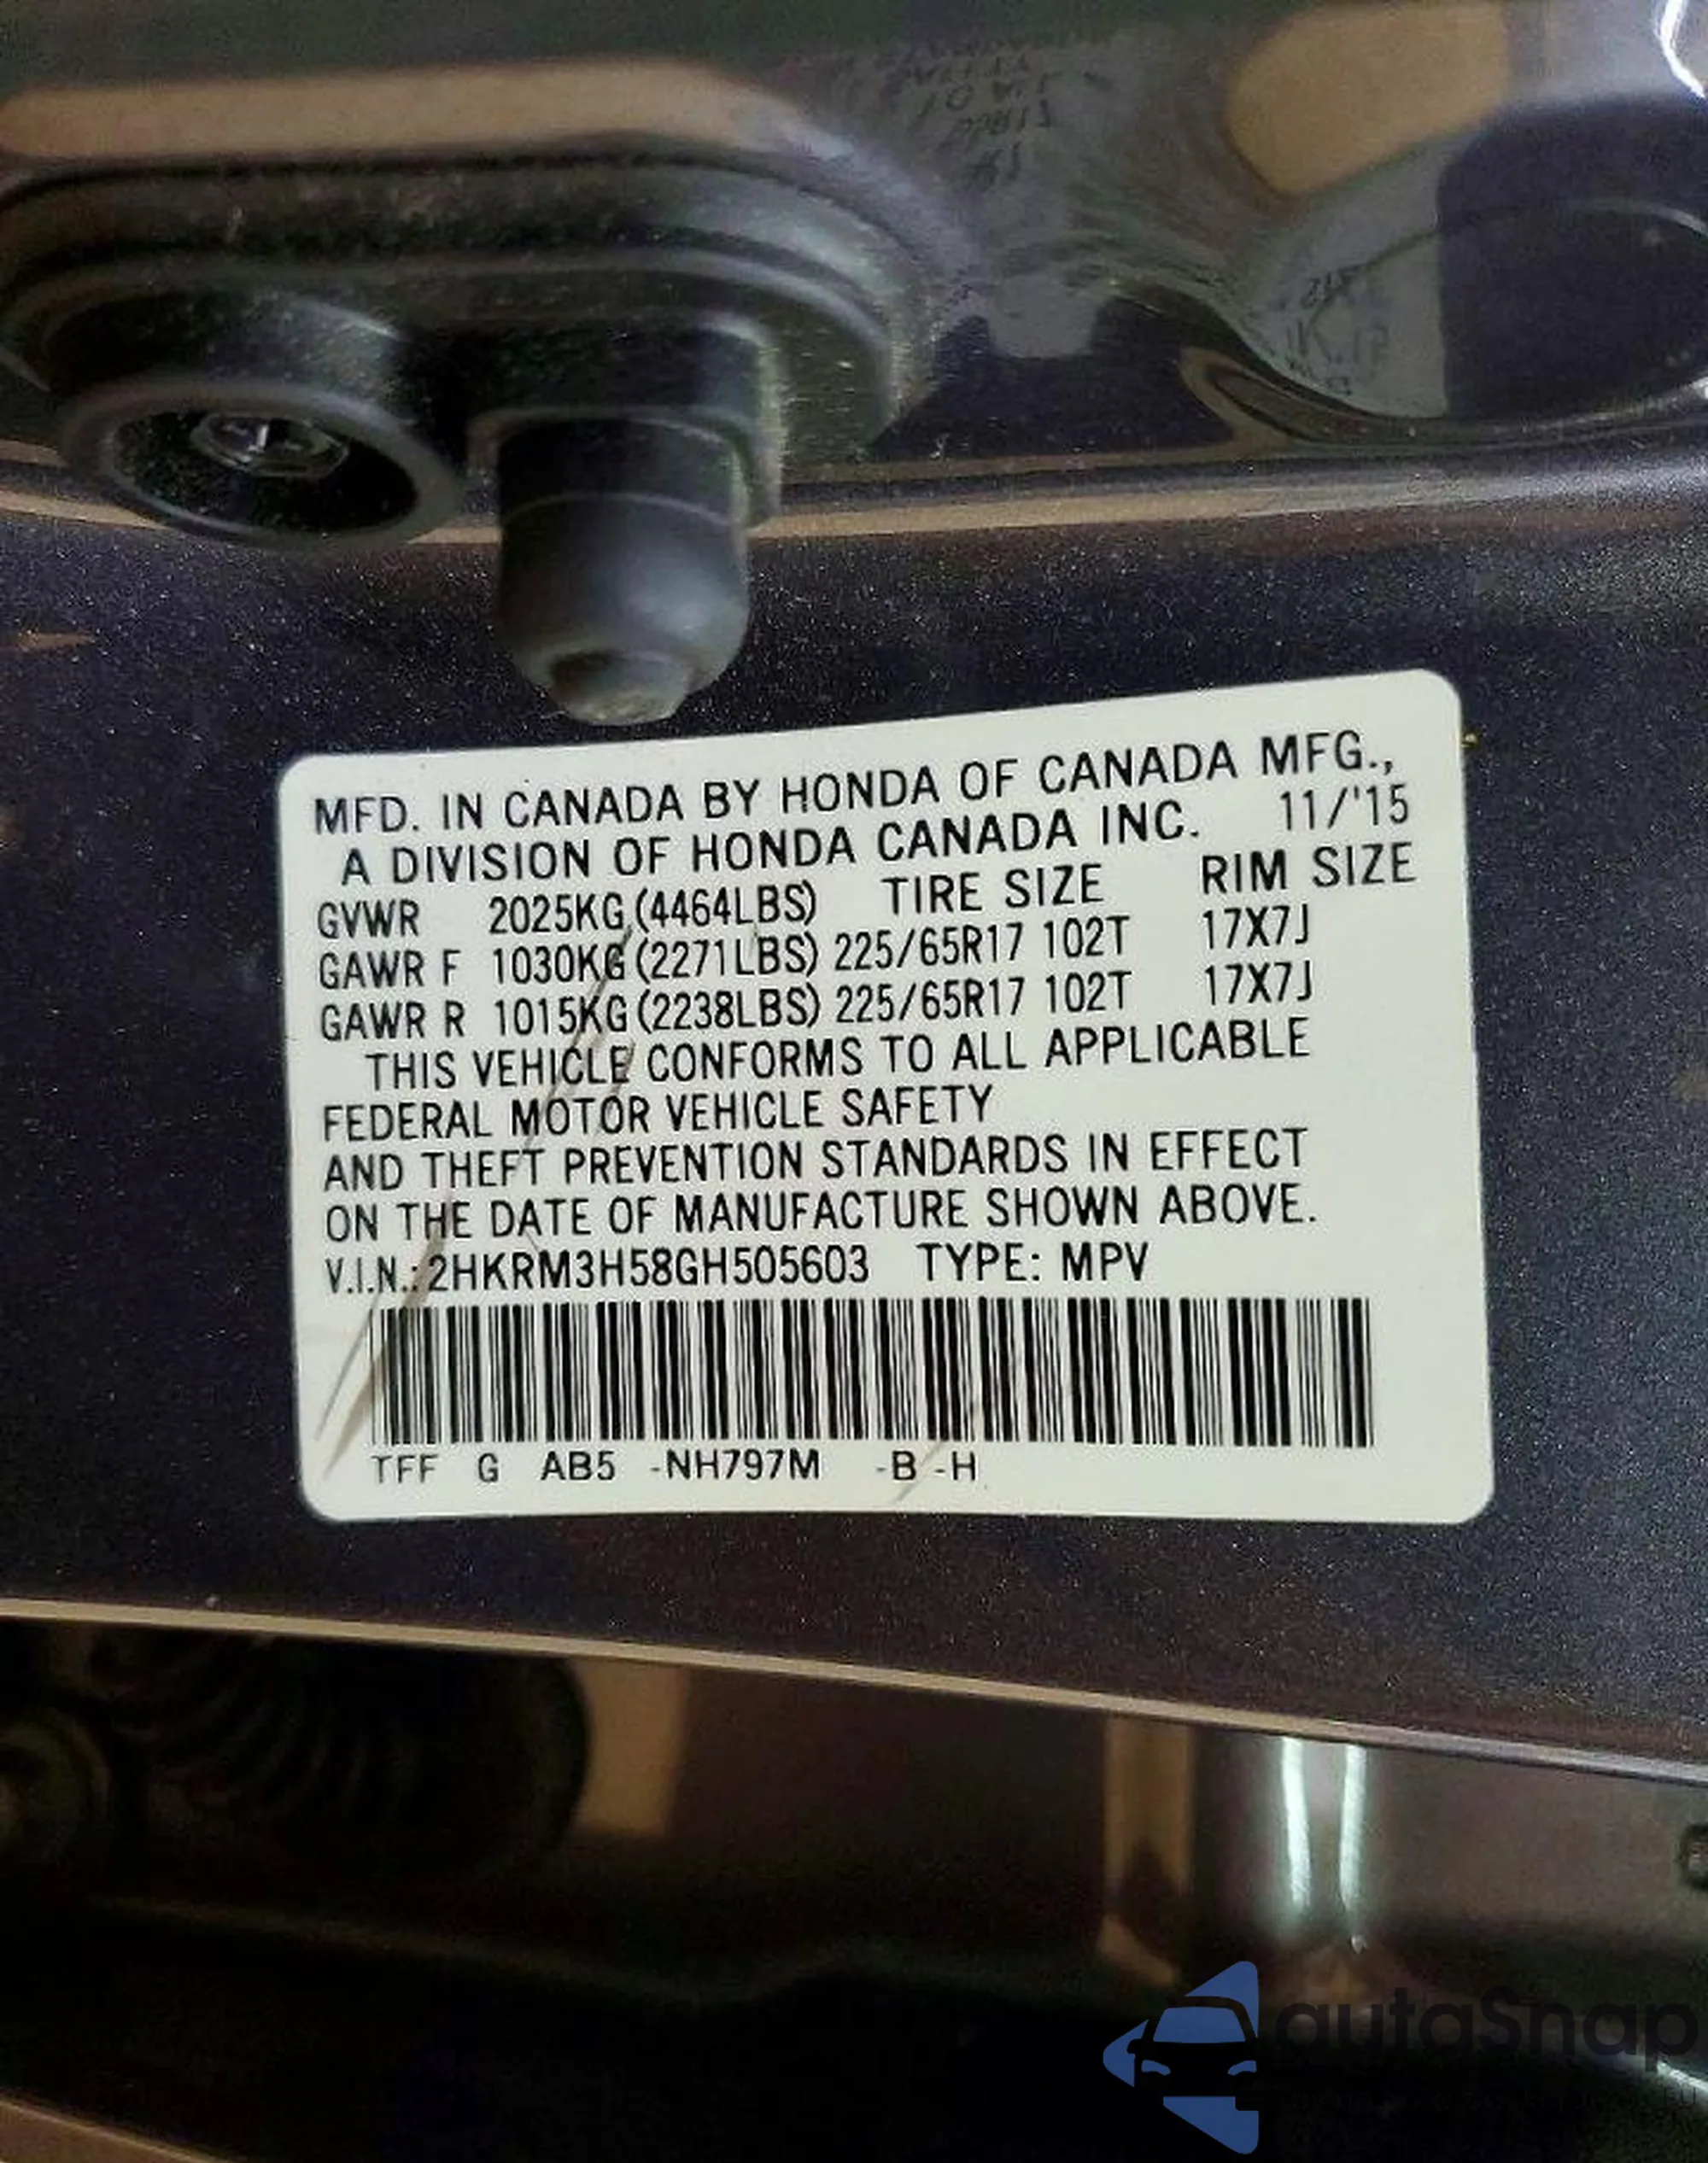 MFD. IN CANADA BY HONDA OF CANADA MFG.,
A DIVISION OF HONDA CANADA INC. 11/'15
GVWR 2025KG (4464LBS) TIRE SIZE RIM SIZE
GAWR F 1030KG (2271LBS) 225/65R17 102T 17X7J
GAWR R 1015KG (2238LBS) 225/65R17 102T 17X7J
THIS VEHICLE CONFORMS TO ALL APPLICABLE
FEDERAL MOTOR VEHICLE SAFETY
AND THEFT PREVENTION STANDARDS IN EFFECT
ON THE DATE OF MANUFACTURE SHOWN ABOVE.
V.I.N.: 2HKRM3H58GH505603 TYPE: MPV
TFF G AB5 -NH797M -B -H
autaSnap